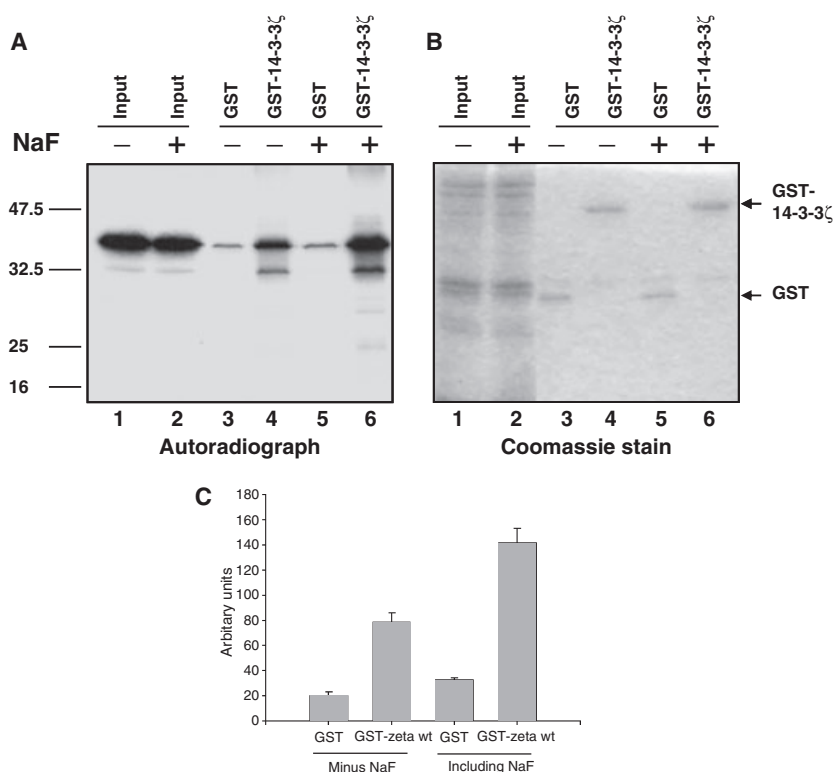 A
Input
Input
GST
GST-14-3-3ζ
GST
GST-14-3-3ζ
NaF
– + – – + +
47.5
32.5
25
16
1 2 3 4 5 6
Autoradiograph
B
Input
Input
GST
GST-14-3-3ζ
GST
GST-14-3-3ζ
– + – – + +
GST-
14-3-3ζ
GST
1 2 3 4 5 6
Coomassie stain
C
Arbitary units
180
160
140
120
100
80
60
40
20
0
GST GST-zeta wt GST GST-zeta wt
Minus NaF Including NaF